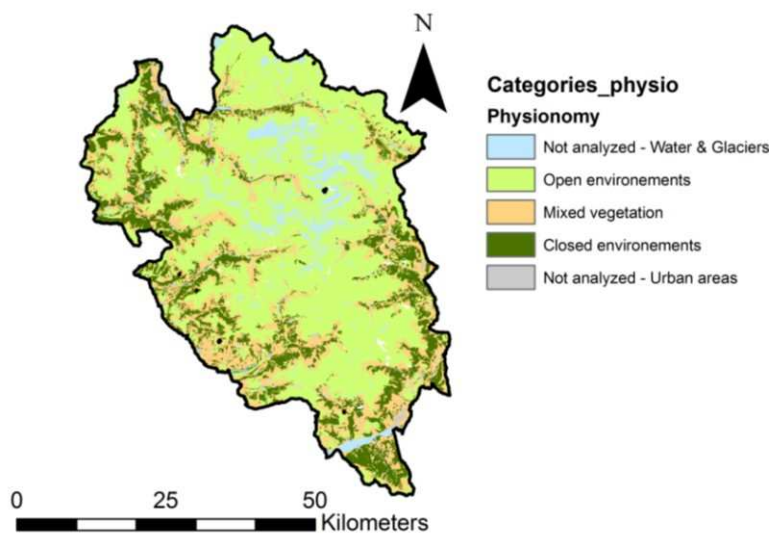 N
Categories_physio
Physionomy
Not analyzed - Water & Glaciers
Open environements
Mixed vegetation
Closed environements
Not analyzed - Urban areas
0 25 50
Kilometers